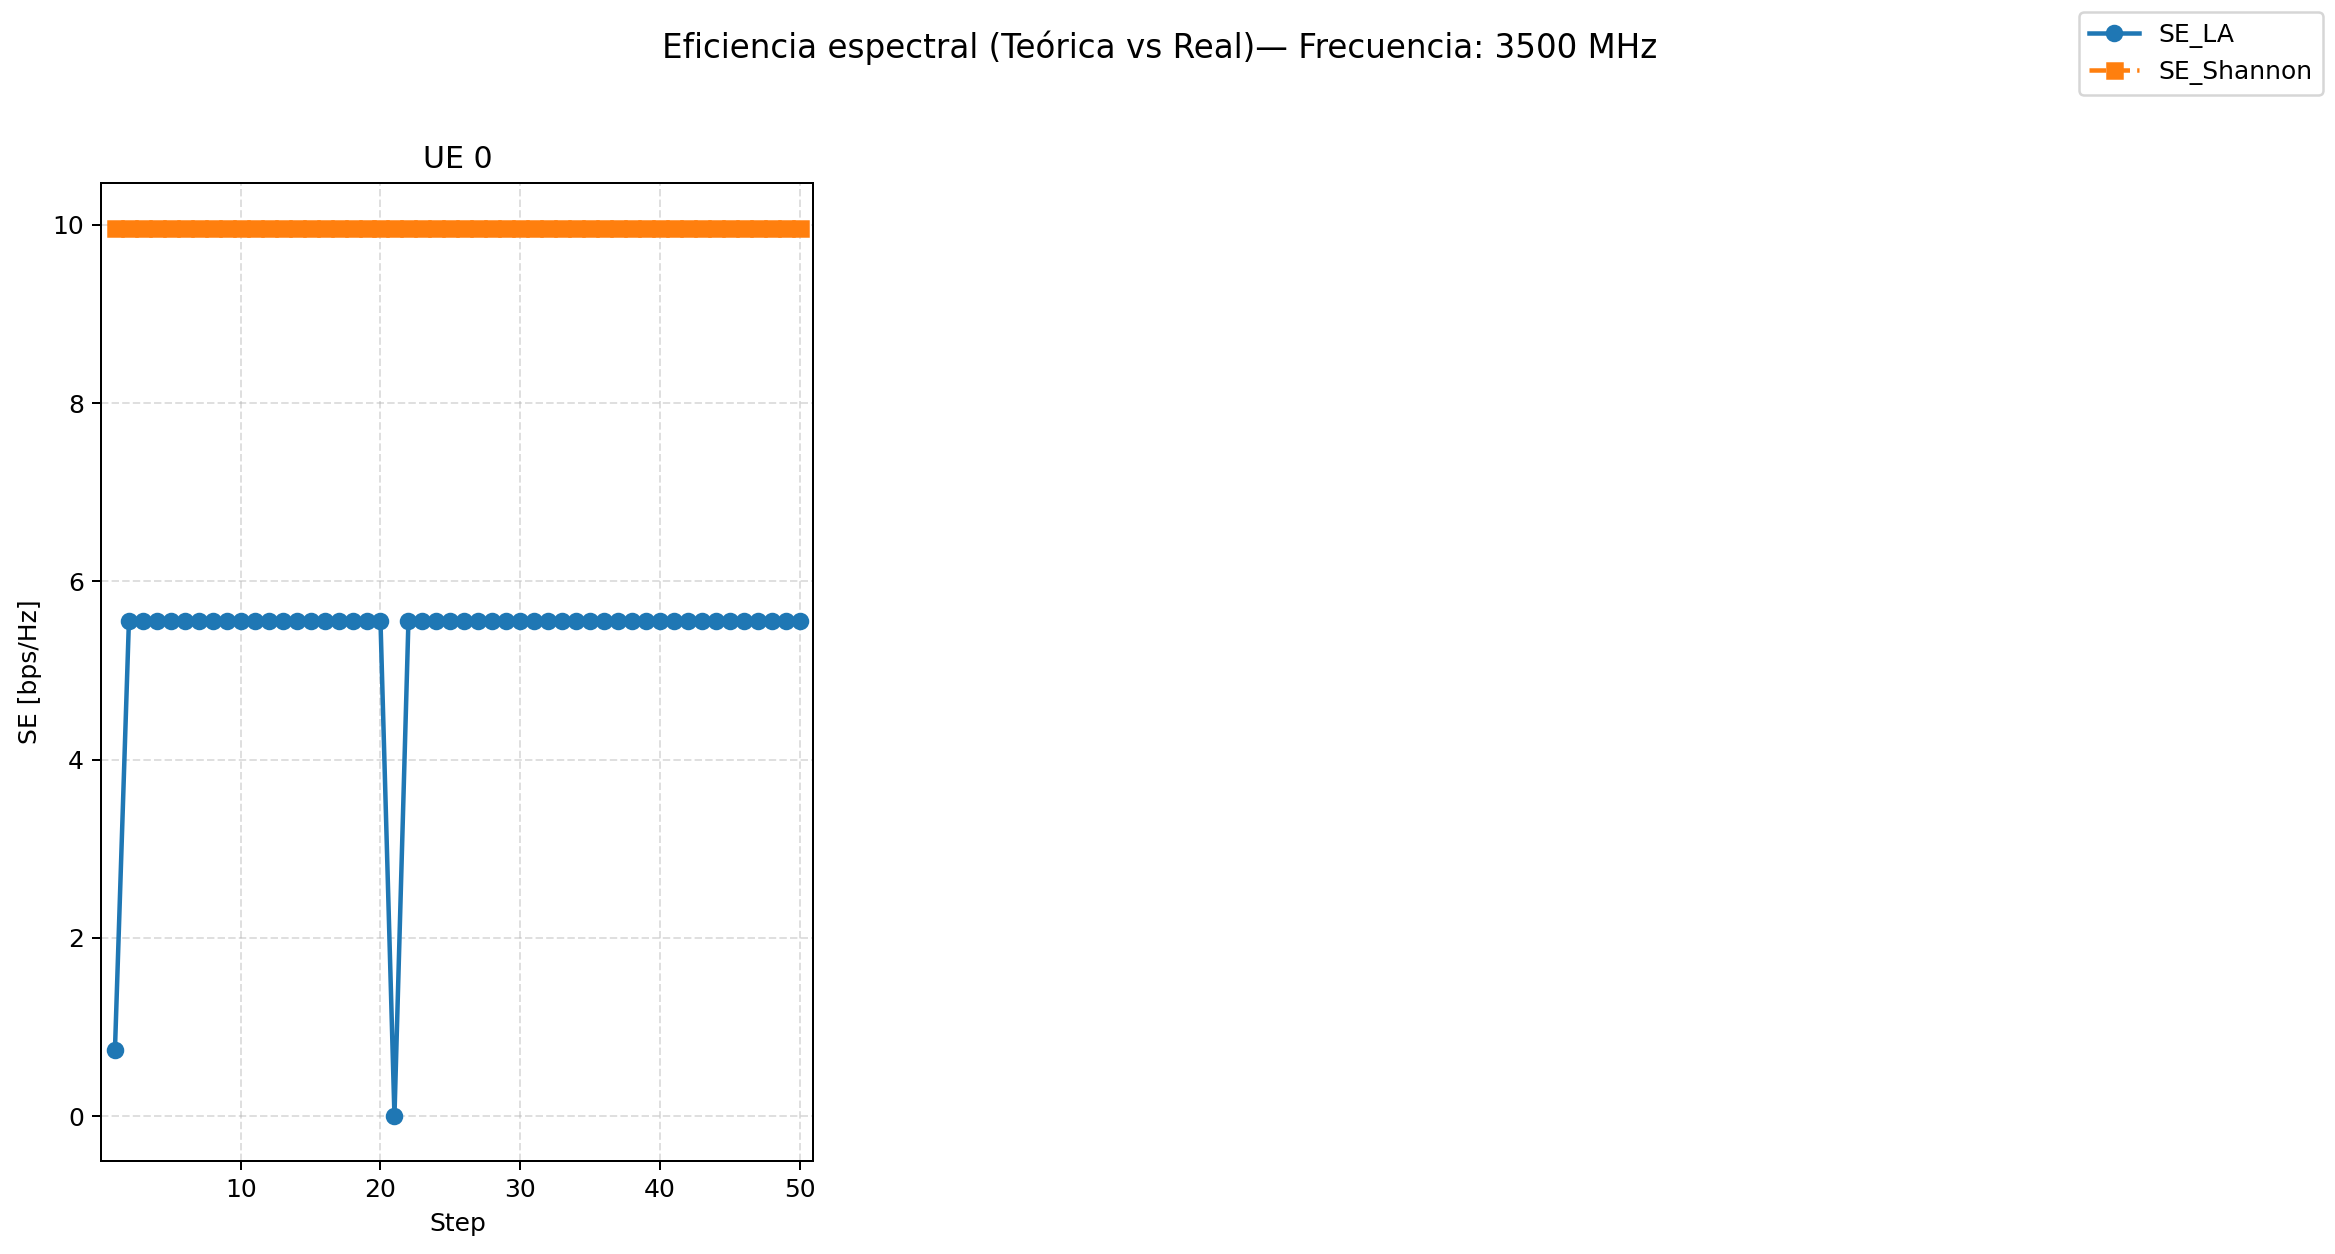 Eficiencia espectral (Teórica vs Real)— Frecuencia: 3500 MHz
SE_LA
SE_Shannon
UE 0
10
8
6
4
2
0
SE [bps/Hz]
10 20 30 40 50
Step